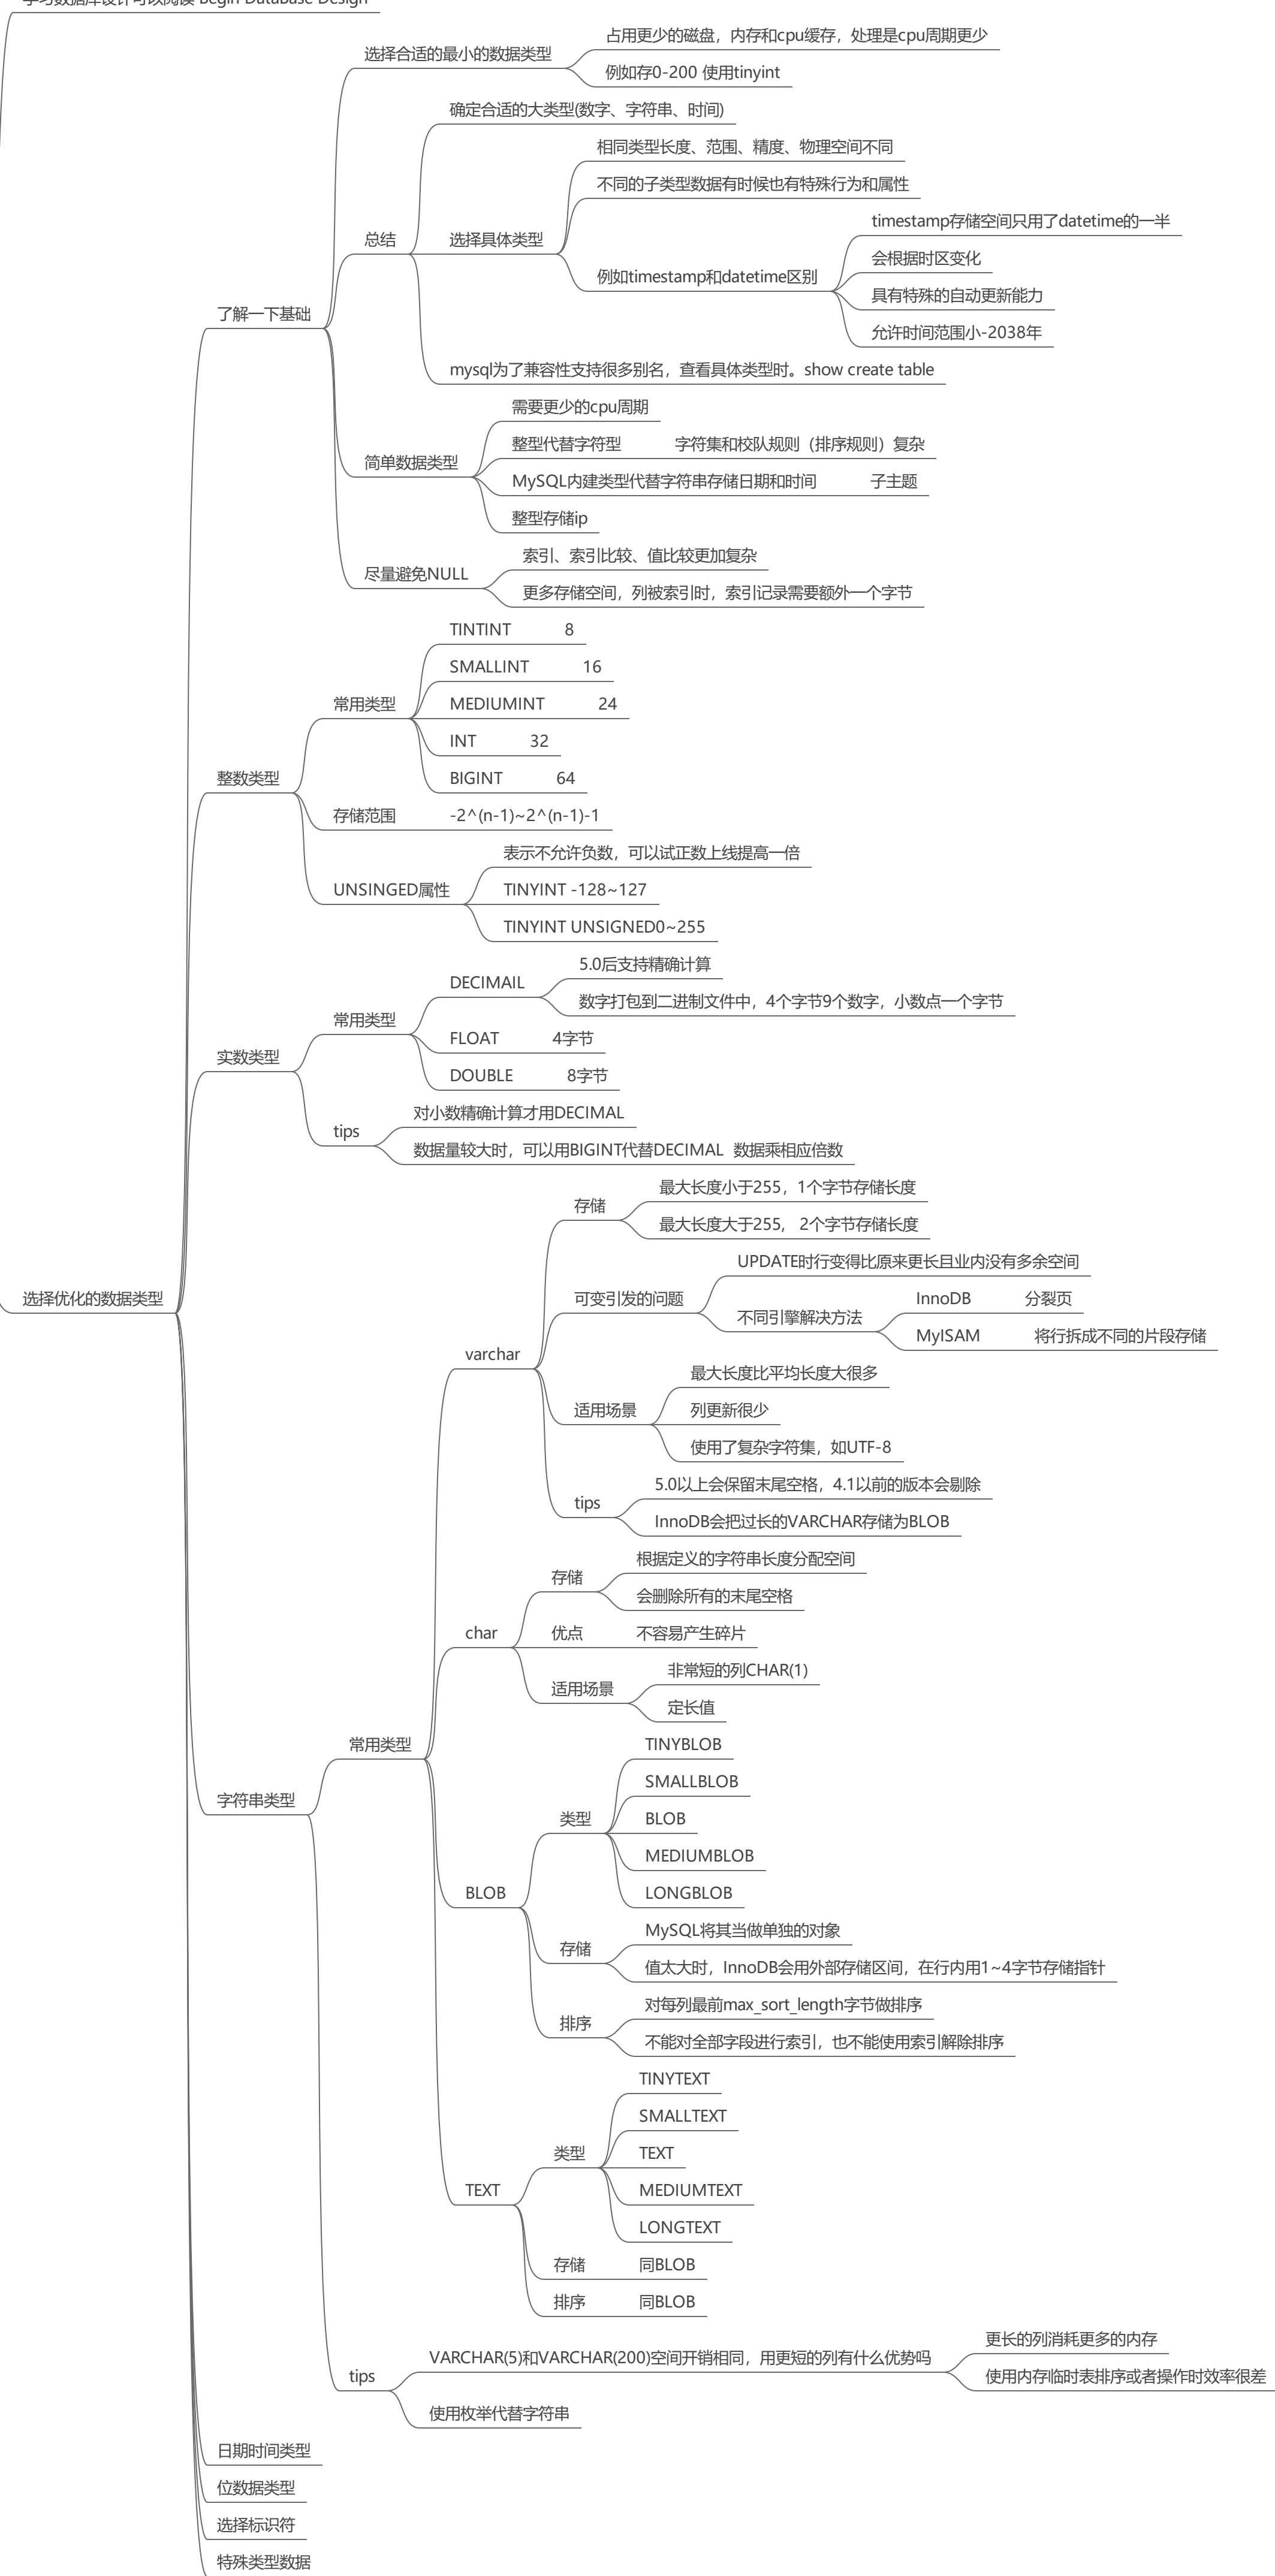 学习数据库设计可以阅读 Begin DataBase Design
占用更少的磁盘，内存和cpu缓存，处理是cpu周期更少
选择合适的最小的数据类型
例如存0-200 使用tinyint
确定合适的大类型(数字、字符串、时间)
相同类型长度、范围、精度、物理空间不同
不同的子类型数据有时候也有特殊行为和属性
timestamp存储空间只用了datetime的一半
总结
选择具体类型
会根据时区变化
例如timestamp和datetime区别
具有特殊的自动更新能力
了解一下基础
允许时间范围小-2038年
mysql为了兼容性支持很多别名，查看具体类型时。show create table
需要更少的cpu周期
整型代替字符型 字符集和校队规则（排序规则）复杂
简单数据类型
MySQL内建类型代替字符串存储日期和时间 子主题
整型存储ip
索引、索引比较、值比较更加复杂
尽量避免NULL
更多存储空间，列被索引时，索引记录需要额外一个字节
TINTINT 8
SMALLINT 16
常用类型
MEDIUMINT 24
INT 32
整数类型
BIGINT 64
存储范围 -2^(n-1)~2^(n-1)-1
表示不允许负数，可以试正数上线提高一倍
UNSINGED属性
TINYINT -128~127
TINYINT UNSIGNED0~255
5.0后支持精确计算
DECIMAIL
数字打包到二进制文件中，4个字节9个数字，小数点一个字节
常用类型
FLOAT 4字节
实数类型
DOUBLE 8字节
对小数精确计算才用DECIMAL
tips
数据量较大时，可以用BIGINT代替DECIMAL 数据乘相应倍数
最大长度小于255，1个字节存储长度
存储
最大长度大于255， 2个字节存储长度
UPDATE时行变得比原来更长且业内没有多余空间
选择优化的数据类型
可变引发的问题
InnoDB 分裂页
不同引擎解决方法
MyISAM 将行拆成不同的片段存储
varchar
最大长度比平均长度大很多
适用场景
列更新很少
使用了复杂字符集，如UTF-8
5.0以上会保留末尾空格，4.1以前的版本会剔除
tips
InnoDB会把过长的VARCHAR存储为BLOB
根据定义的字符串长度分配空间
存储
会删除所有的末尾空格
char
优点 不容易产生碎片
非常短的列CHAR(1)
适用场景
定长值
常用类型
TINYBLOB
SMALLBLOB
字符串类型
类型
BLOB
MEDIUMBLOB
BLOB
LONGBLOB
MySQL将其当做单独的对象
存储
值太大时，InnoDB会用外部存储区间，在行内用1~4字节存储指针
对每列最前max_sort_length字节做排序
排序
不能对全部字段进行索引，也不能使用索引解除排序
TINYTEXT
SMALLTEXT
类型
TEXT
TEXT
MEDIUMTEXT
LONGTEXT
存储 同BLOB
排序 同BLOB
更长的列消耗更多的内存
VARCHAR(5)和VARCHAR(200)空间开销相同，用更短的列有什么优势吗
tips
使用内存临时表排序或者操作时效率很差
使用枚举代替字符串
日期时间类型
位数据类型
选择标识符
特殊类型数据